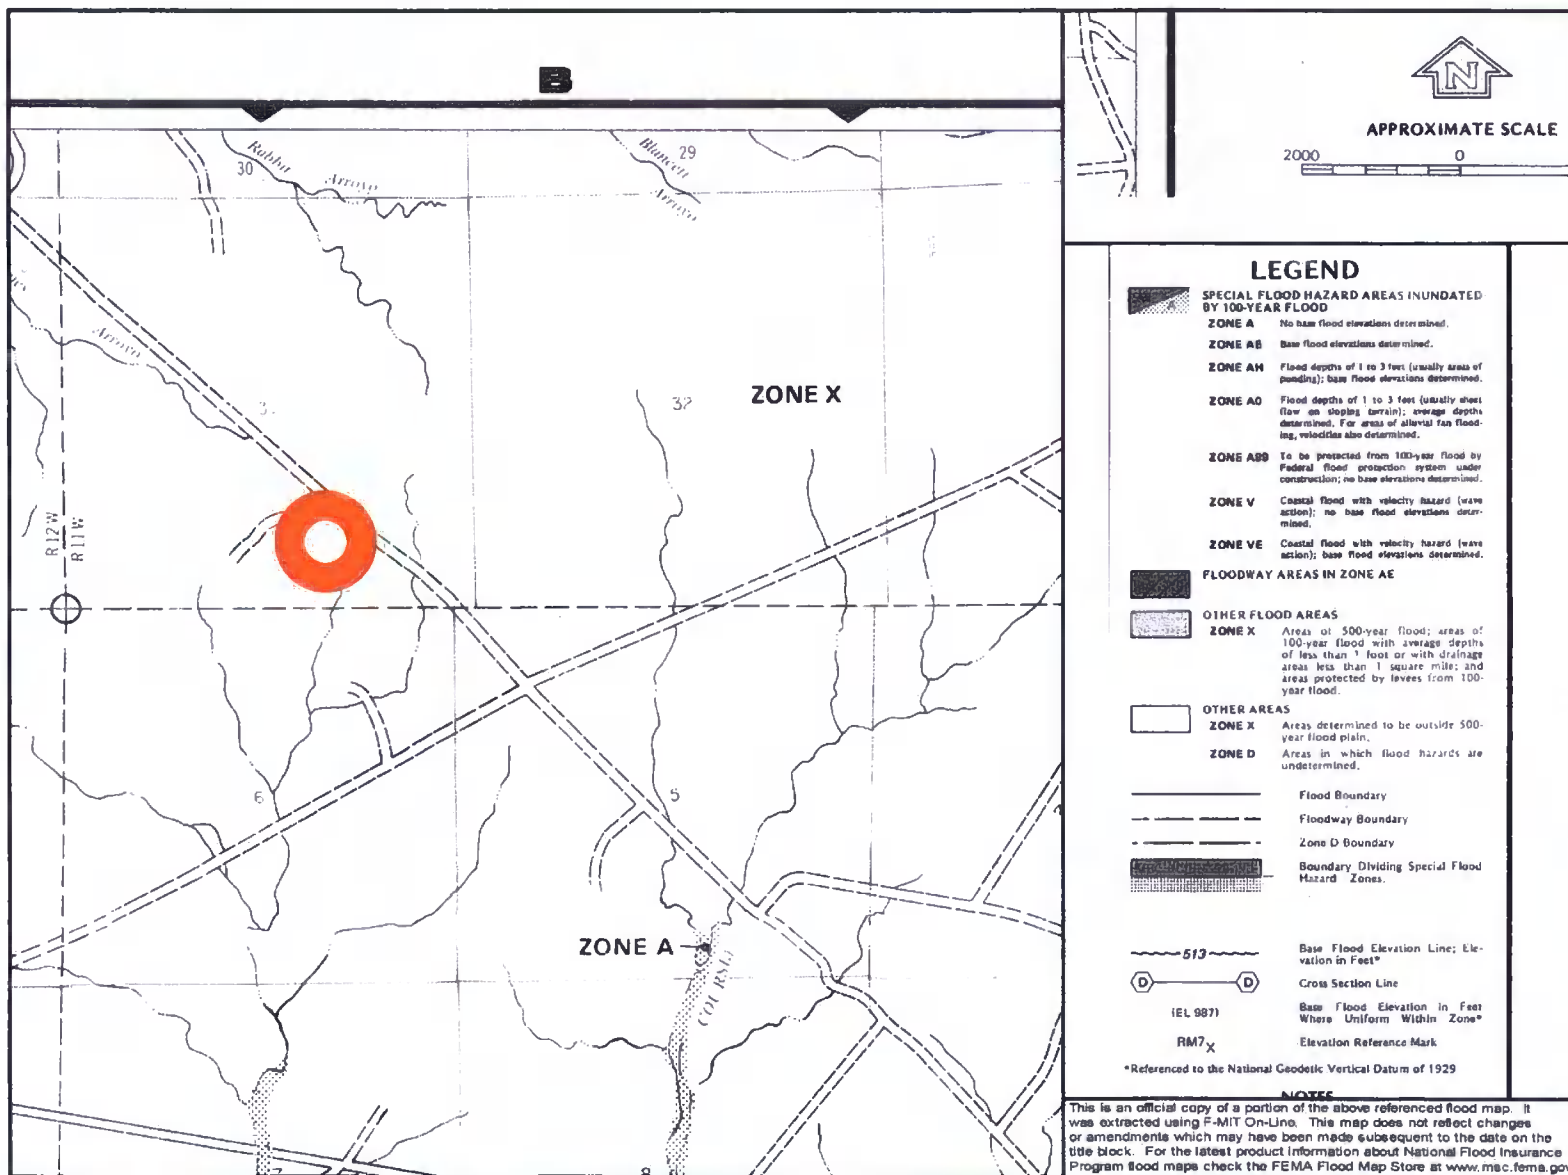 B
Rabbit
Arroyo
30
Blancett
Arroyo
29
Arroyo
ZONE X
32
R12W
R11W
6
5
ZONE A
COURSE
7
8
N
APPROXIMATE SCALE
2000 0
LEGEND
SPECIAL FLOOD HAZARD AREAS INUNDATED
BY 100-YEAR FLOOD
ZONE A No base flood elevations determined.
ZONE AE Base flood elevations determined.
ZONE AH Flood depths of 1 to 3 feet (usually areas of
ponding); base flood elevations determined.
ZONE AO Flood depths of 1 to 3 feet (usually sheet
flow on sloping terrain); average depths
determined. For areas of alluvial fan flood-
ing, velocities also determined.
ZONE A99 To be protected from 100-year flood by
Federal flood protection system under
construction; no base elevations determined.
ZONE V Coastal flood with velocity hazard (wave
action); no base flood elevations deter-
mined.
ZONE VE Coastal flood with velocity hazard (wave
action); base flood elevations determined.
FLOODWAY AREAS IN ZONE AE
OTHER FLOOD AREAS
ZONE X Areas of 500-year flood; areas of
100-year flood with average depths
of less than 1 foot or with drainage
areas less than 1 square mile; and
areas protected by levees from 100-
year flood.
OTHER AREAS
ZONE X Areas determined to be outside 500-
year flood plain.
ZONE D Areas in which flood hazards are
undetermined.
Flood Boundary
Floodway Boundary
Zone D Boundary
Boundary Dividing Special Flood
Hazard Zones.
513 Base Flood Elevation Line; Ele-
vation in Feet*
D D Cross Section Line
(EL 987) Base Flood Elevation in Feet
Where Uniform Within Zone*
RM7X Elevation Reference Mark
*Referenced to the National Geodetic Vertical Datum of 1929
NOTES
This is an official copy of a portion of the above referenced flood map. It
was extracted using F-MIT On-Line. This map does not reflect changes
or amendments which may have been made subsequent to the date on the
title block. For the latest product information about National Flood Insurance
Program flood maps check the FEMA Flood Map Store at www.msc.fema.gov